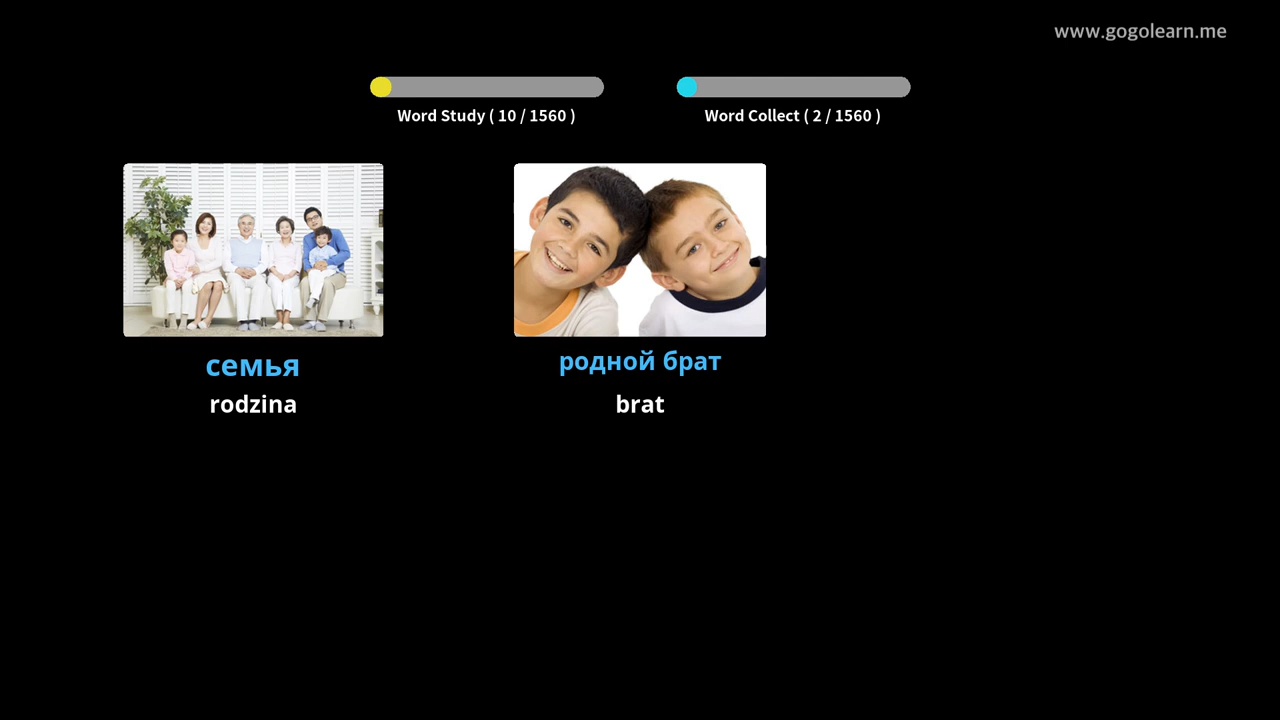 www.gogolearn.me
Word Study ( 10 / 1560 )
Word Collect ( 2 / 1560 )
семья
родной брат
rodzina
brat